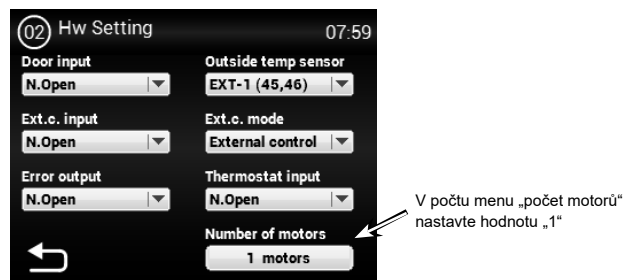 02 Hw Setting 07:59
Door input Outside temp sensor
N.Open EXT-1 (45,46)
Ext.c. input Ext.c. mode
N.Open External control
Error output Thermostat input
N.Open N.Open
Number of motors
1 motors
V počtu menu „počet motorů“
nastavte hodnotu „1“